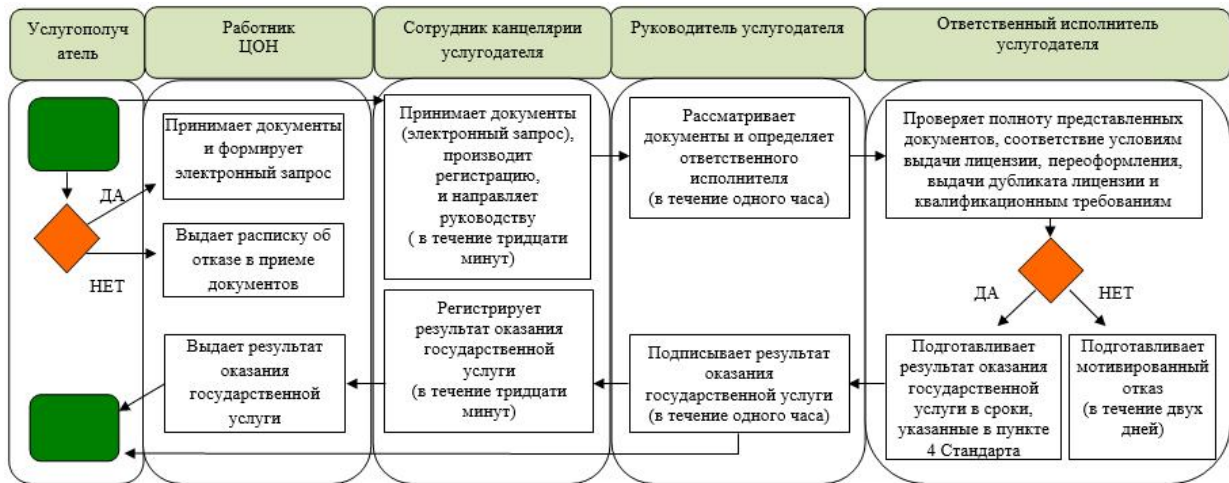 Услугополуч
атель
Работник
ЦОН
Сотрудник канцелярии
услугодателя
Руководитель услугодателя
Ответственный исполнитель
услугодателя
Принимает документы
и формирует
электронный запрос
ДА
Выдает расписку об
отказе в приеме
документов
НЕТ
Выдает результат
оказания
государственной
услуги
Принимает документы
(электронный запрос),
производит
регистрацию,
и направляет
руководству
( в течение тридцати
минут)
Регистрирует
результат оказания
государственной
услуги
(в течение тридцати
минут)
Рассматривает
документы и определяет
ответственного
исполнителя
(в течение одного часа)
Подписывает результат
оказания
государственной услуги
(в течение одного часа)
Проверяет полноту представленных
документов, соответствие условиям
выдачи лицензии, переоформления,
выдачи дубликата лицензии и
квалификационным требованиям
ДА
НЕТ
Подготавливает
результат оказания
государственной
услуги в сроки,
указанные в пункте
4 Стандарта
Подготавливает
мотивированный
отказ
(в течение двух
дней)